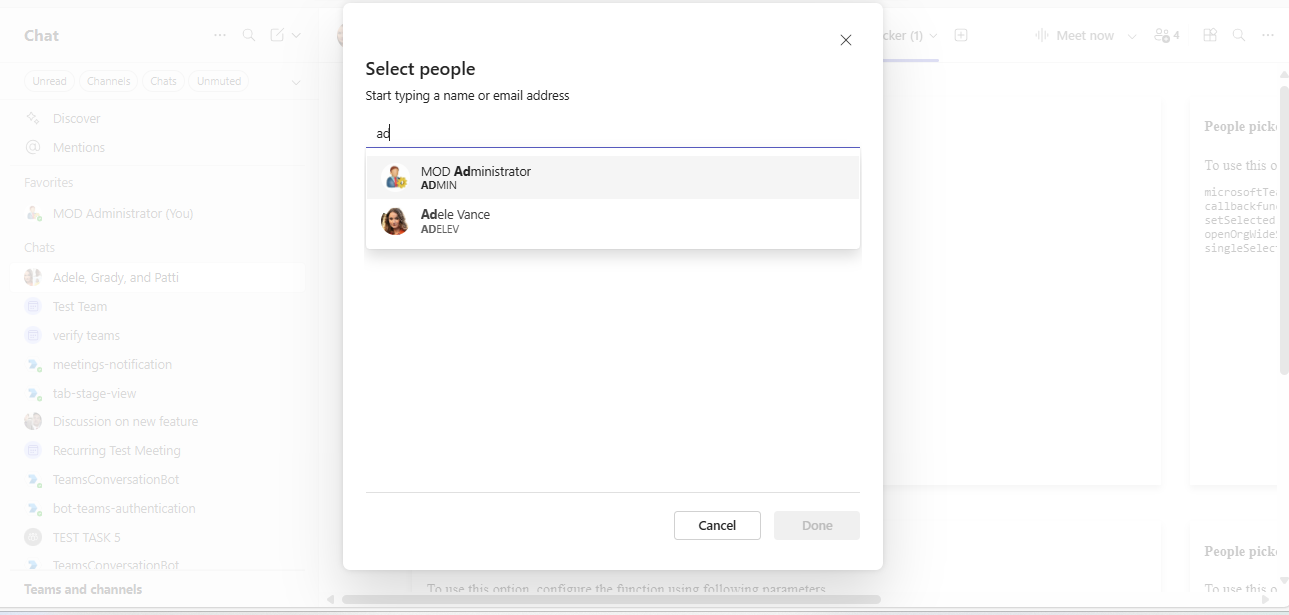 Chat
cker (1)
Meet now
4
Unread
Channels
Chats
Unmuted
Discover
Mentions
Favorites
MOD Administrator (You)
Chats
Adele, Grady, and Patti
Test Team
verify teams
meetings-notification
tab-stage-view
Discussion on new feature
Recurring Test Meeting
TeamsConversationBot
bot-teams-authentication
TEST TASK 5
TeamsConversationBot
Teams and channels
Select people
Start typing a name or email address
ad
MOD Administrator
ADMIN
Adele Vance
ADELEV
Cancel
Done
People picke
To use this o
microsoftTea
callbackfunc
setSelected
openOrgWideS
singleSelect
People picke
To use this option, configure the function using following parameters
To use this o